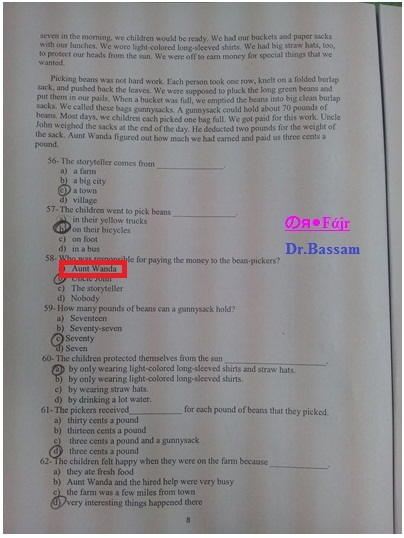 seven in the morning, we children would be ready. We had our buckets and paper sacks
with our lunches. We wore light-colored long-sleeved shirts. We had big straw hats, too,
to protect our heads from the sun. We were off to earn money for special things that we
wanted.
Picking beans was not hard work. Each person took one row, knelt on a folded burlap
sack, and pushed back the leaves. We were supposed to pluck the long green beans and
put them in our pails. When a bucket was full, we emptied the beans into big clean burlap
sacks. We called these bags gunnysacks. A gunnysack could hold about 70 pounds of
beans. Most days, we children each picked one bag full. We got paid for this work. Uncle
John weighed the sacks at the end of the day. He deducted two pounds for the weight of
the sack. Aunt Wanda figured out how much we had earned and paid us three cents a
pound.
56- The storyteller comes from ____________.
a) a farm
b) a big city
c) a town
d) village
57- The children went to pick beans ____________.
in their yellow trucks
b) on their bicycles
c) on foot
d) in a bus
のя●Fάĵr
Dr.Bassam
58- Who was responsible for paying the money to the bean-pickers?
Aunt Wanda
Uncle John
c) The storyteller
d) Nobody
59- How many pounds of beans can a gunnysack hold?
a) Seventeen
b) Seventy-seven
c) Seventy
d) Seven
60- The children protected themselves from the sun ____________
a) by only wearing light-colored long-sleeved shirts and straw hats.
b) by only wearing light-colored long-sleeved shirts.
c) by wearing straw hats.
d) by drinking a lot water.
61- The pickers received____________ for each pound of beans that they picked.
a) thirty cents a pound
b) thirteen cents a pound
c) three cents a pound and a gunnysack
d) three cents a pound
62- The children felt happy when they were on the farm because ____________.
a) they ate fresh food
b) Aunt Wanda and the hired help were very busy
c) the farm was a few miles from town
d) very interesting things happened there
8